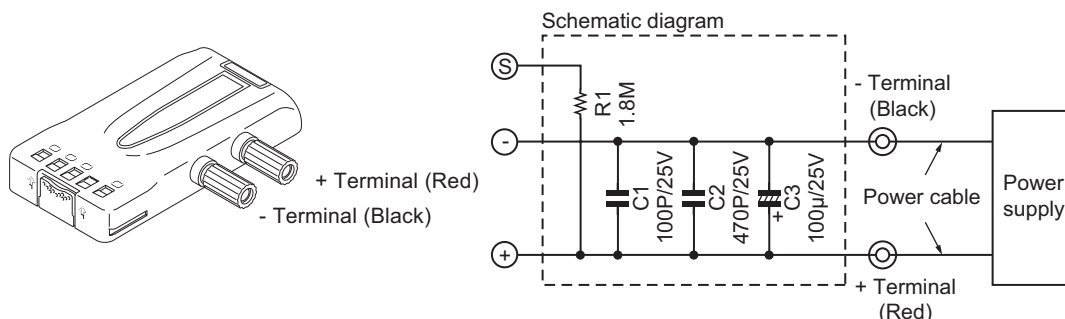 + Terminal (Red)
- Terminal (Black)
Schematic diagram
S
-
+
R1
1.8M
C1
100P/25V
C2
470P/25V
+
C3
100µ/25V
- Terminal
(Black)
Power cable
+ Terminal
(Red)
Power
supply